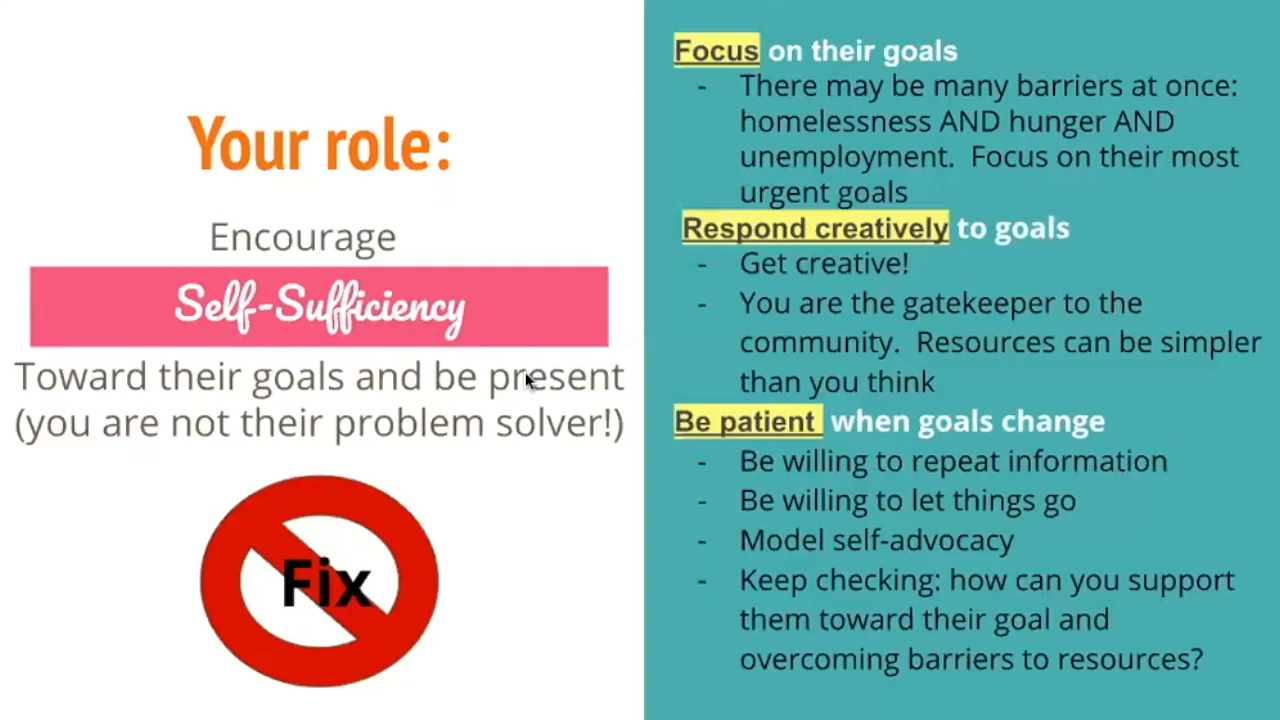 Your role:
Encourage
Self-Sufficiency
Toward their goals and be present
(you are not their problem solver!)
Fix
Focus on their goals
- There may be many barriers at once:
homelessness AND hunger AND
unemployment.  Focus on their most
urgent goals
Respond creatively to goals
- Get creative!
- You are the gatekeeper to the
community.  Resources can be simpler
than you think
Be patient when goals change
- Be willing to repeat information
- Be willing to let things go
- Model self-advocacy
- Keep checking: how can you support
them toward their goal and
overcoming barriers to resources?